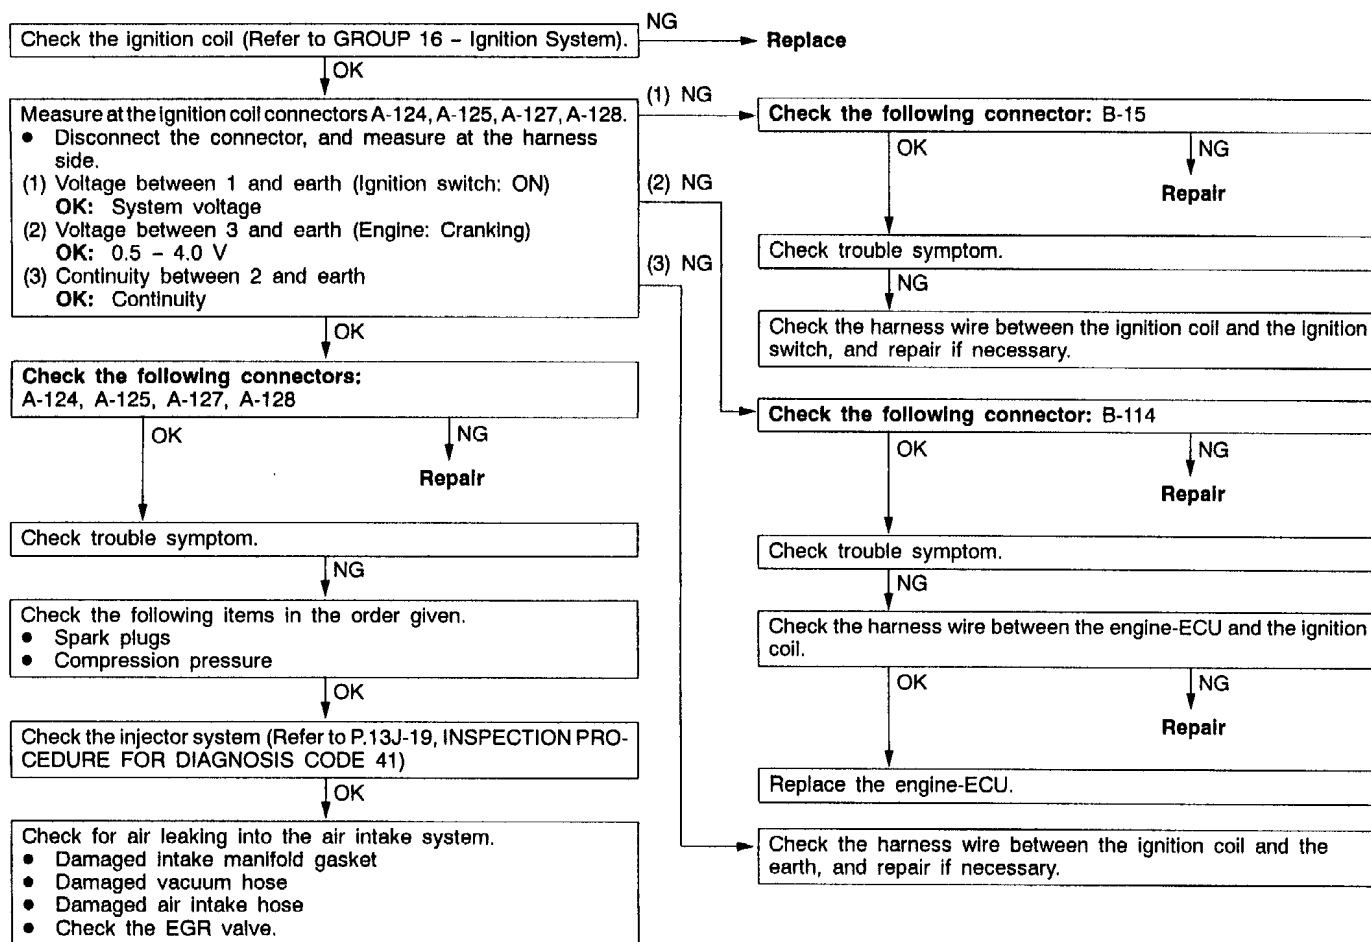 Check the ignition coil (Refer to GROUP 16 – Ignition System).
NG
Replace
OK
Measure at the ignition coil connectors A-124, A-125, A-127, A-128.
● Disconnect the connector, and measure at the harness
side.
(1) Voltage between 1 and earth (Ignition switch: ON)
OK: System voltage
(2) Voltage between 3 and earth (Engine: Cranking)
OK: 0.5 – 4.0 V
(3) Continuity between 2 and earth
OK: Continuity
(1) NG
(2) NG
(3) NG
OK
Check the following connectors:
A-124, A-125, A-127, A-128
OK
NG
Repair
Check trouble symptom.
NG
Check the following items in the order given.
● Spark plugs
● Compression pressure
OK
Check the injector system (Refer to P.13J-19, INSPECTION PRO-
CEDURE FOR DIAGNOSIS CODE 41)
OK
Check for air leaking into the air intake system.
● Damaged intake manifold gasket
● Damaged vacuum hose
● Damaged air intake hose
● Check the EGR valve.
Check the following connector: B-15
OK
NG
Repair
Check trouble symptom.
NG
Check the harness wire between the ignition coil and the ignition
switch, and repair if necessary.
Check the following connector: B-114
OK
NG
Repair
Check trouble symptom.
NG
Check the harness wire between the engine-ECU and the ignition
coil.
OK
NG
Repair
Replace the engine-ECU.
Check the harness wire between the ignition coil and the
earth, and repair if necessary.